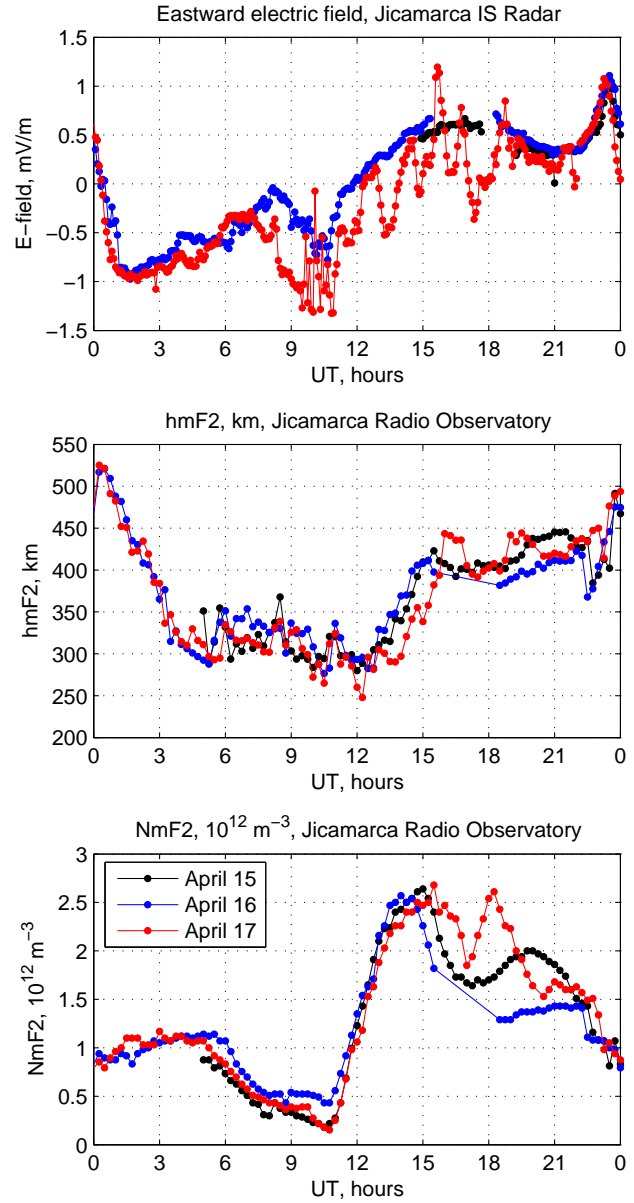 Eastward electric field, Jicamarca IS Radar
1.5
1
0.5
0
−0.5
−1
−1.5
E−field, mV/m
0 3 6 9 12 15 18 21 0
UT, hours
hmF2, km, Jicamarca Radio Observatory
550
500
450
400
350
300
250
200
hmF2, km
0 3 6 9 12 15 18 21 0
UT, hours
NmF2, 10^12 m^−3, Jicamarca Radio Observatory
3
2.5
2
1.5
1
0.5
0
NmF2, 10^12 m^−3
April 15
April 16
April 17
0 3 6 9 12 15 18 21 0
UT, hours